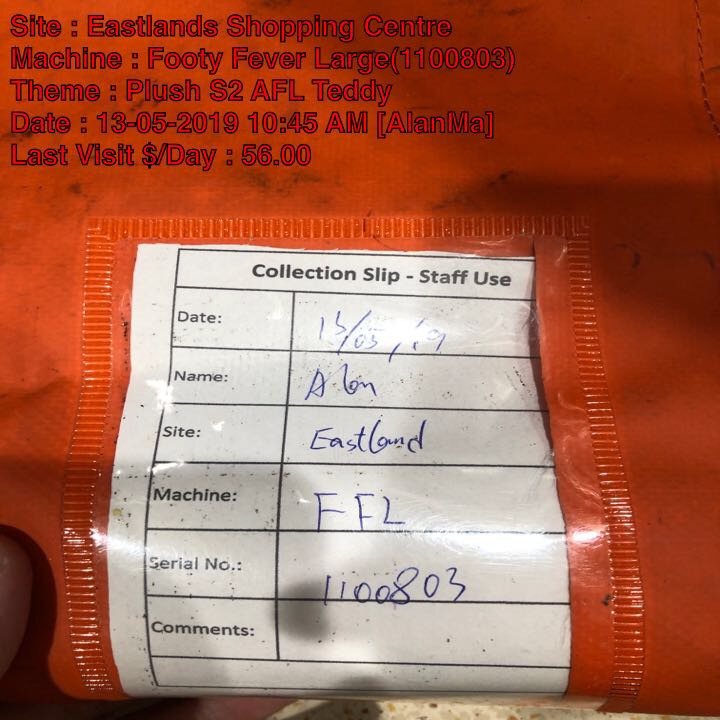 Site : Eastlands Shopping Centre
Machine : Footy Fever Large(1100803)
Theme : Plush S2 AFL Teddy
Date : 13-05-2019 10:45 AM [AlanMa]
Last Visit $/Day : 56.00
Collection Slip - Staff Use
Date: 13/05/19
Name: Alan
Site: Eastland
Machine: FFL
Serial No.: 1100803
Comments: